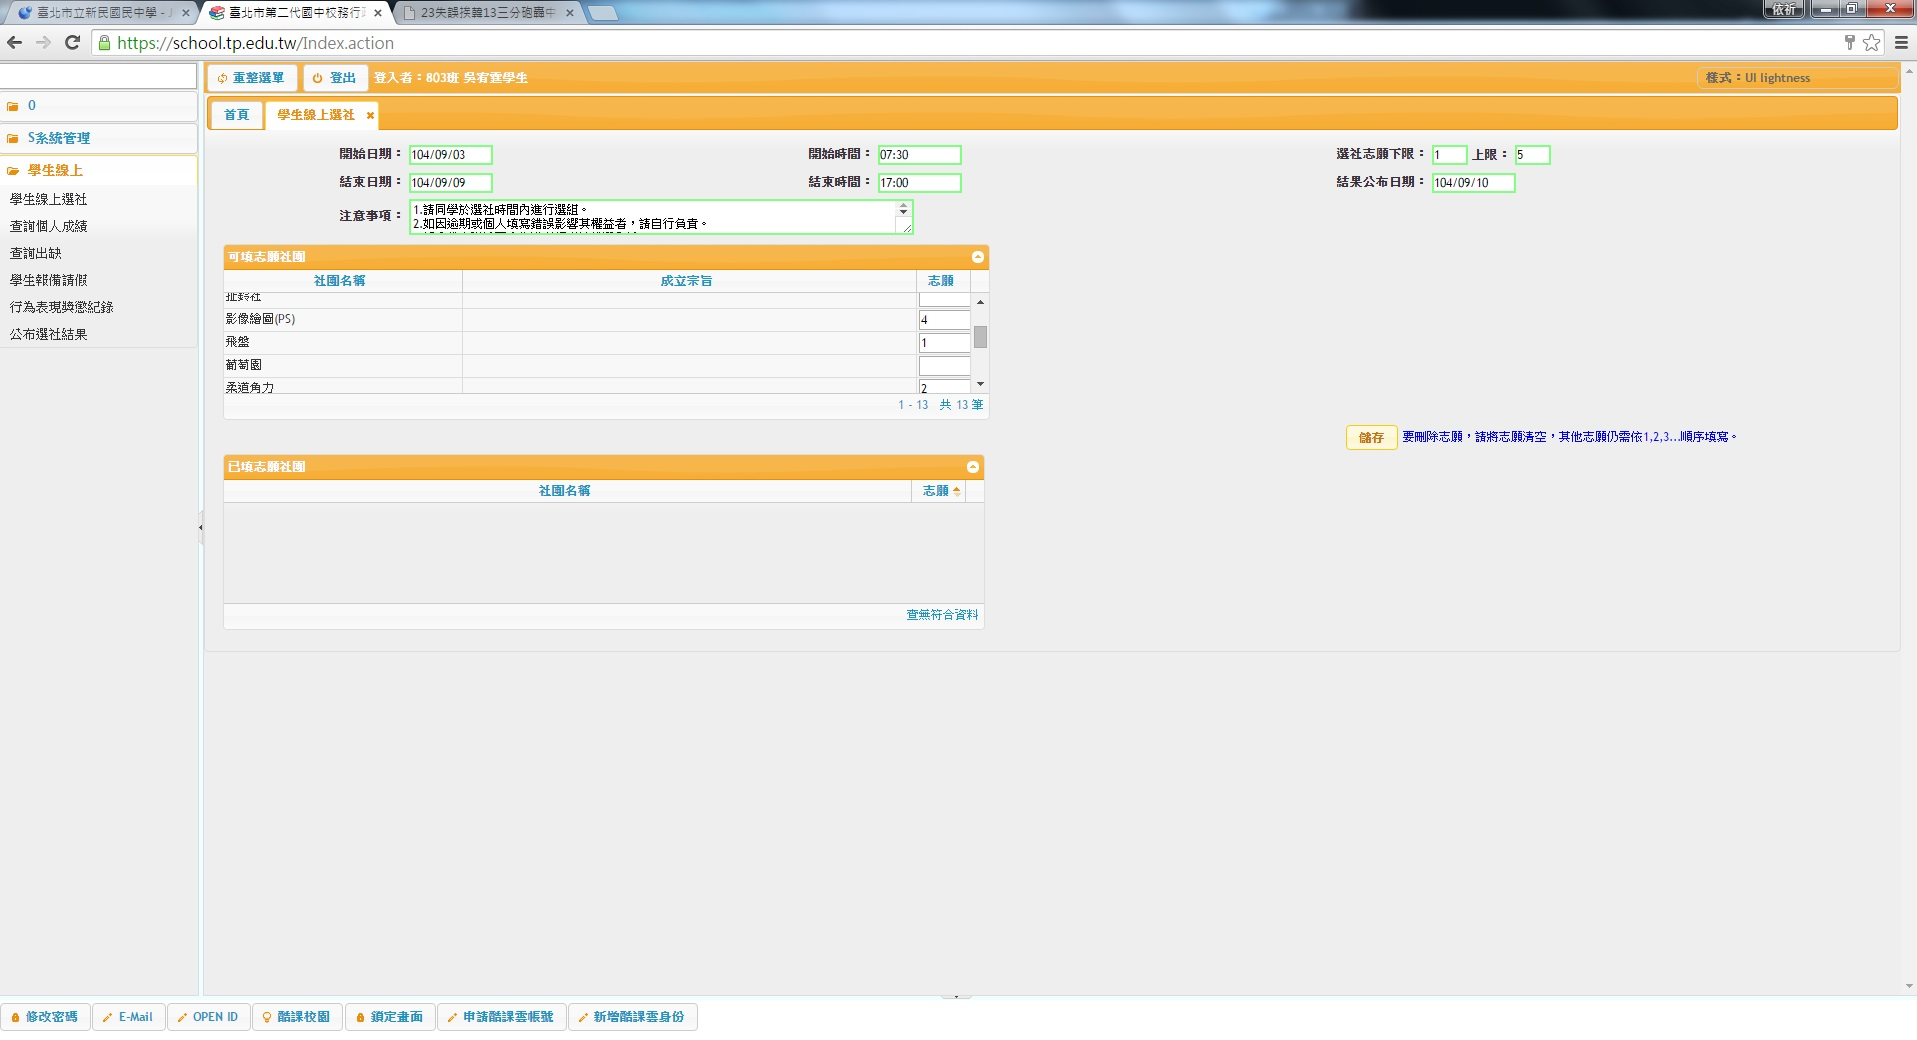 臺北市立新民國民中學 - J
臺北市第二代國中校務行政
23失誤挨轟13三分砲轟中
依祈
https://school.tp.edu.tw/Index.action
重整選單
登出
登入者：803班 吳宥霆學生
樣式：UI lightness
0
S系統管理
學生線上
學生線上選社
查詢個人成績
查詢出缺
學生報備請假
行為表現獎懲紀錄
公布選社結果
首頁
學生線上選社
開始日期： 104/09/03
開始時間： 07:30
選社志願下限： 1 上限： 5
結束日期： 104/09/09
結束時間： 17:00
結果公布日期： 104/09/10
注意事項：
1.請同學於選社時間內進行選組。
2.如因逾期或個人填寫錯誤影響其權益者，請自行負責。
可填志願社團
社團名稱 成立宗旨 志願
扯鈴社
影像繪圖(PS) 4
飛盤 1
葡萄園
柔道角力 2
1 - 13 共 13 筆
儲存 要刪除志願，請將志願清空，其他志願仍需依1,2,3...順序填寫。
已填志願社團
社團名稱 志願
查無符合資料
修改密碼
E-Mail
OPEN ID
酷課校園
鎖定畫面
申請酷課雲帳號
新增酷課雲身份